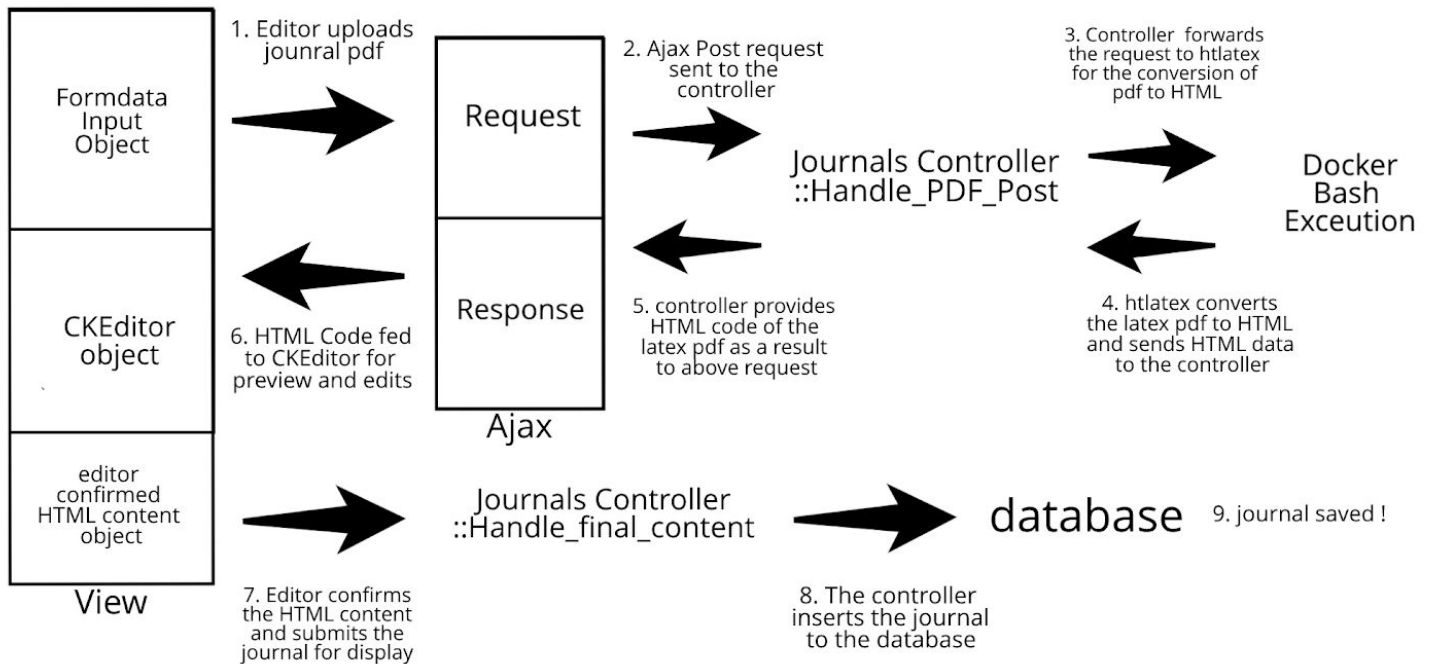 Formdata
Input
Object
1. Editor uploads
jounral pdf
Request
2. Ajax Post request
sent to the
controller
Journals Controller
::Handle_PDF_Post
3. Controller forwards
the request to htlatex
for the conversion of
pdf to HTML
Docker
Bash
Exceution
4. htlatex converts
the latex pdf to HTML
and sends HTML data
to the controller
5. controller provides
HTML code of the
latex pdf as a result
to above request
Response
Ajax
6. HTML Code fed
to CKEditor for
preview and edits
CKEditor
object
editor
confirmed
HTML content
object
View
7. Editor confirms
the HTML content
and submits the
journal for display
Journals Controller
::Handle_final_content
8. The controller
inserts the journal
to the database
database
9. journal saved !